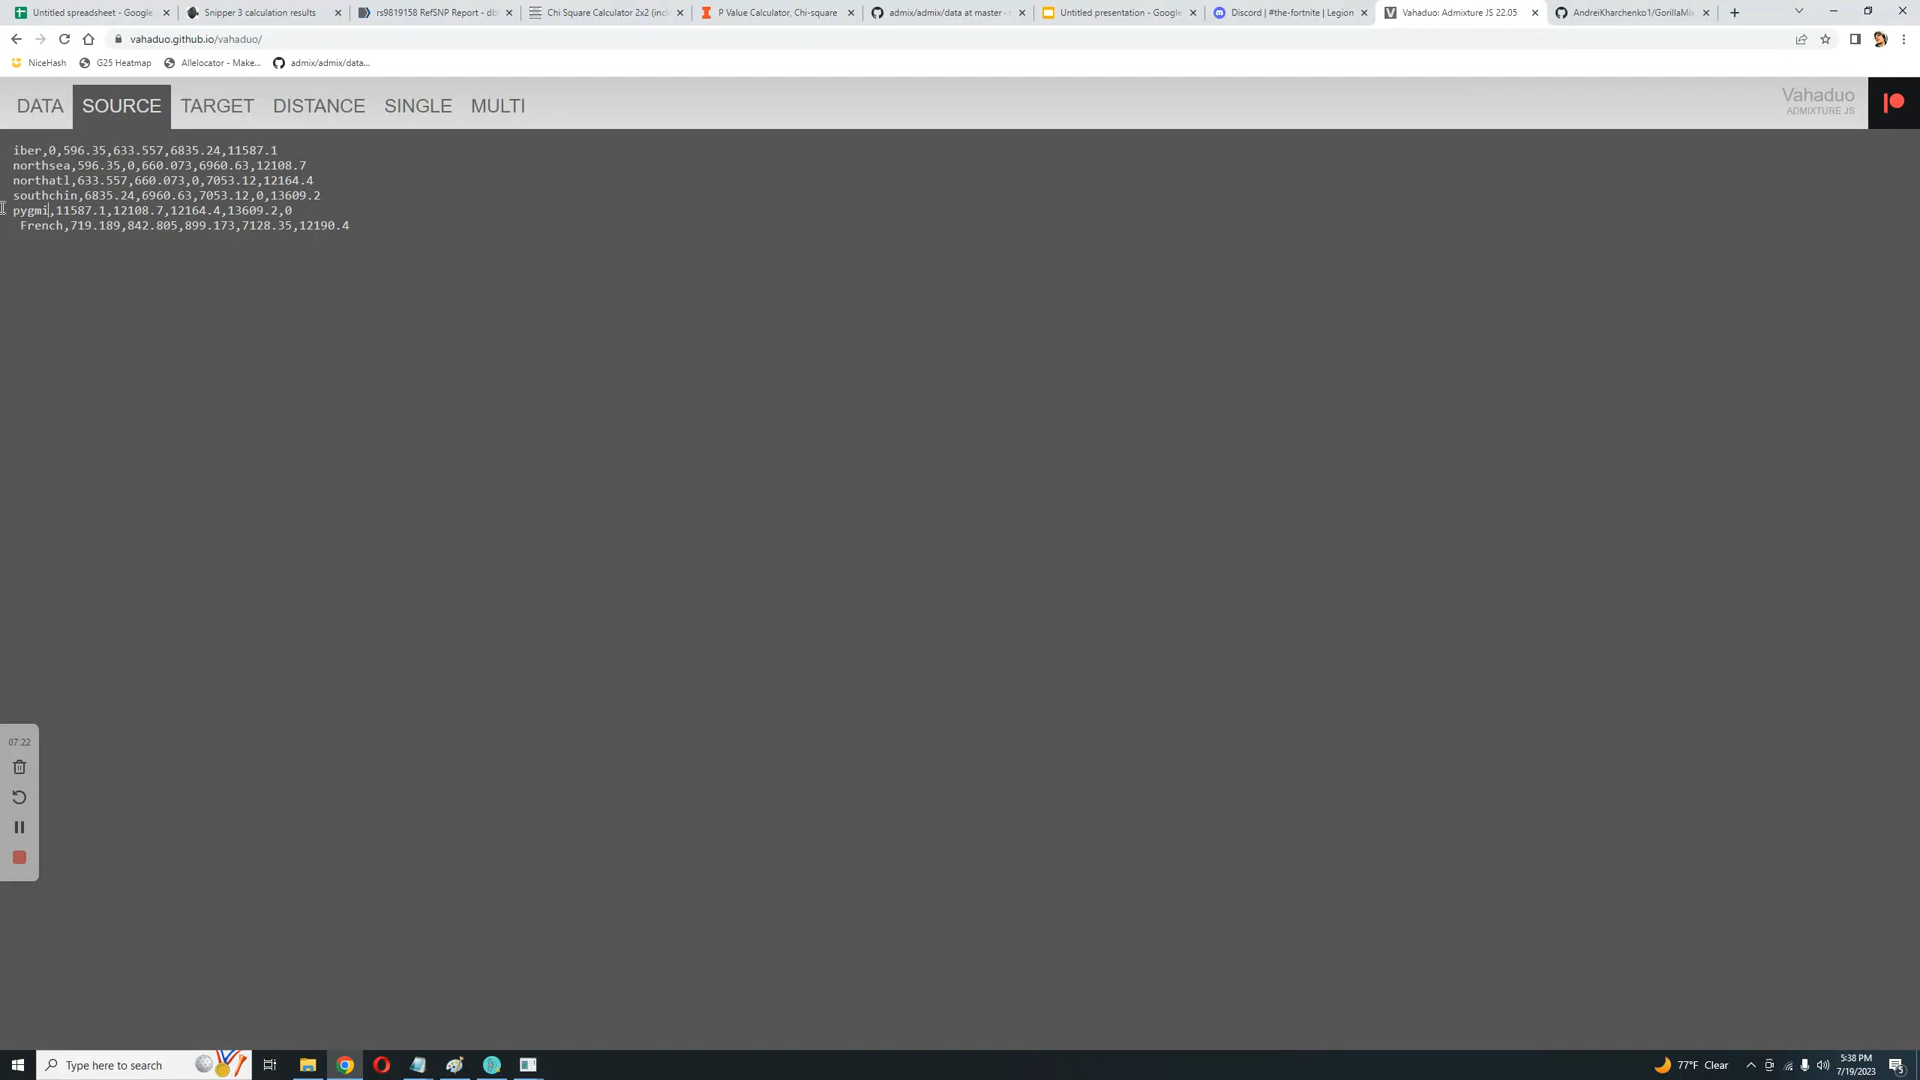 Untitled spreadsheet - Google
Snipper 3 calculation results
rs9819158 RefSNP Report - db
Chi Square Calculator 2x2 (incl
P Value Calculator, Chi-square
admix/admix/data at master ·
Untitled presentation - Google
Discord | #the-fortnite | Legion
Vahaduo: Admixture JS 22.05
AndreiKharchenko1/GorillaMix
vahaduo.github.io/vahaduo/
NiceHash
G25 Heatmap
Allelocator - Make...
admix/admix/data...
DATA SOURCE TARGET DISTANCE SINGLE MULTI
Vahaduo
ADMIXTURE JS
iber,0,596.35,633.557,6835.24,11587.1
northsea,596.35,0,660.073,6960.63,12108.7
northatl,633.557,660.073,0,7053.12,12164.4
southchin,6835.24,6960.63,7053.12,0,13609.2
pygmi,11587.1,12108.7,12164.4,13609.2,0
French,719.189,842.805,899.173,7128.35,12190.4
07:22
Type here to search
77°F Clear
5:38 PM
7/19/2023
5